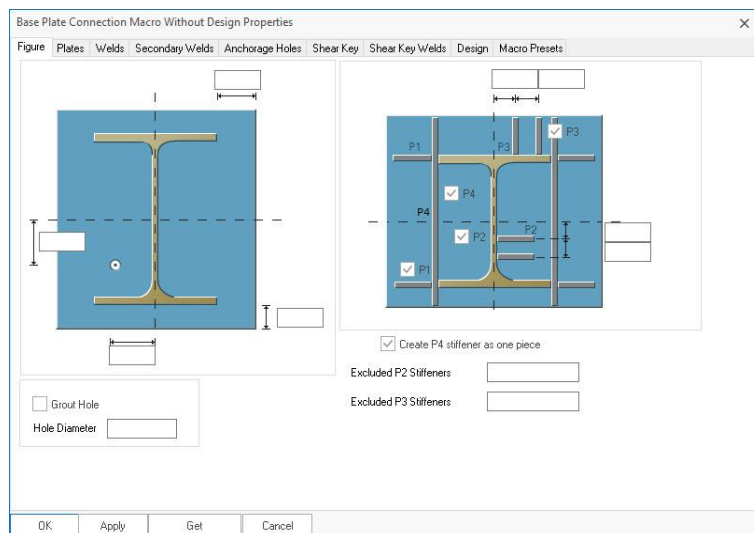 Base Plate Connection Macro Without Design Properties
Figure Plates Welds Secondary Welds Anchorage Holes Shear Key Shear Key Welds Design Macro Presets
P1 P3 P3
P4
P4
P2 P2
P1
Create P4 stiffener as one piece
Excluded P2 Stiffeners
Excluded P3 Stiffeners
Grout Hole
Hole Diameter
OK Apply Get Cancel